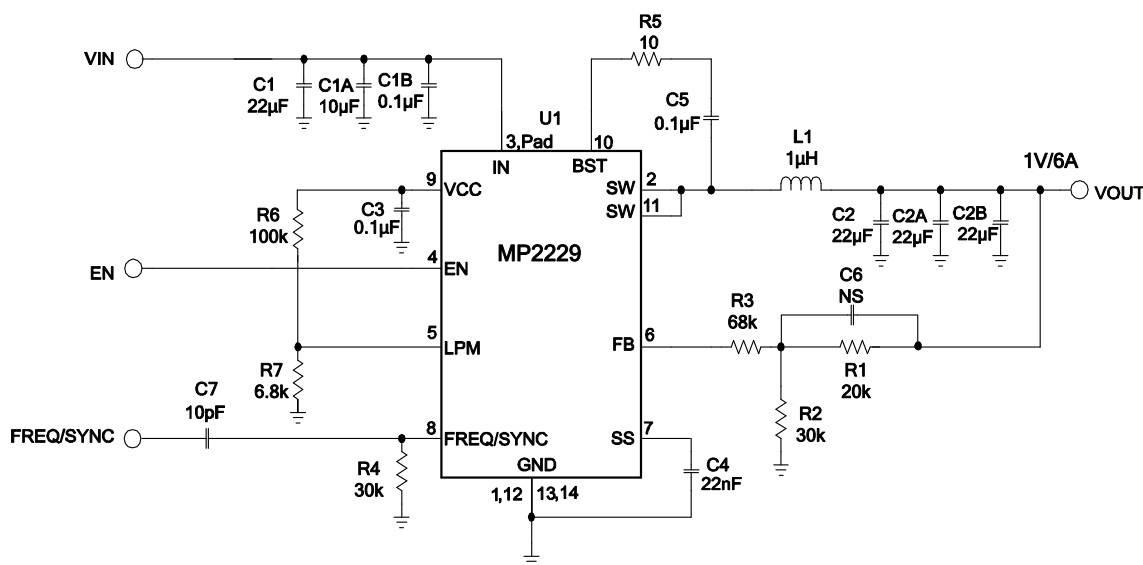 R5
10
VIN
C1
22µF
C1A
10µF
C1B
0.1µF
C5
0.1µF
U1
3,Pad
10
IN
BST
L1
1µH
1V/6A
9
VCC
SW
2
SW
11
VOUT
R6
100k
C3
0.1µF
C2
22µF
C2A
22µF
C2B
22µF
MP2229
EN
4
EN
C6
NS
R3
68k
5
LPM
FB
6
R7
6.8k
R1
20k
C7
10pF
R2
30k
FREQ/SYNC
8
FREQ/SYNC
SS
7
R4
30k
GND
C4
22nF
1,12
13,14